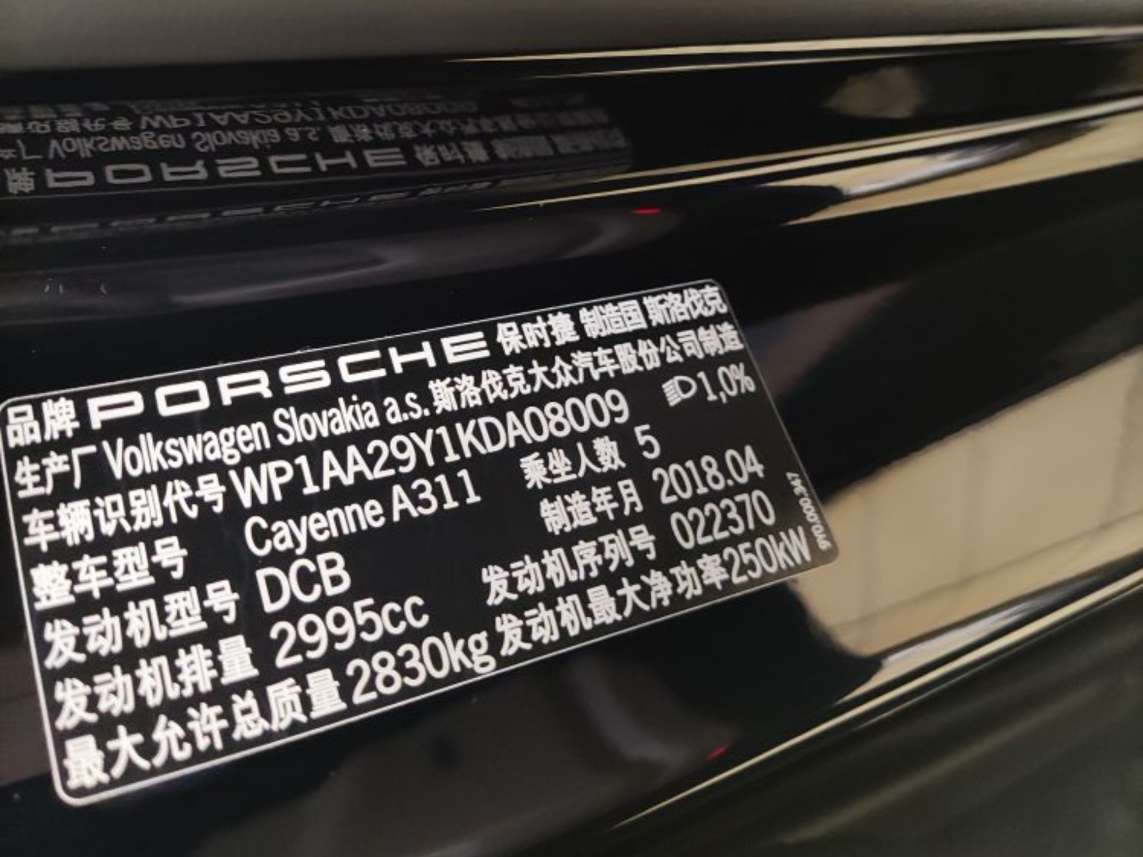 品牌 PORSCHE 保时捷 制造国 斯洛伐克
生产厂 Volkswagen Slovakia a.s. 斯洛伐克大众汽车股份公司制造
车辆识别代号 WP1AA29Y1KDA08009 1,0%
整车型号 Cayenne A311 乘坐人数 5
发动机型号 DCB 制造年月 2018.04
发动机排量 2995cc 发动机序列号 022370
最大允许总质量 2830kg 发动机最大净功率 250kW